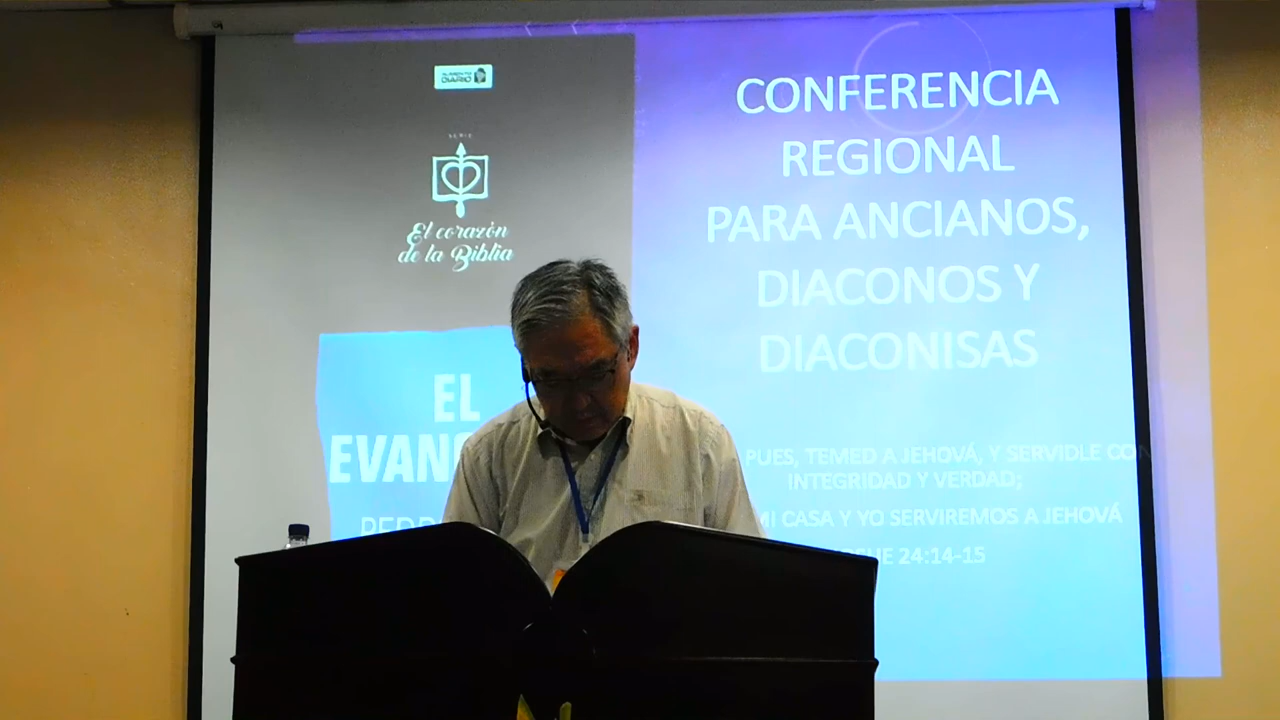 DIARIO
SERIE
El corazón
de la Biblia
EL
CONFERENCIA
REGIONAL
PARA ANCIANOS,
DIACONOS Y
DIACONISAS
PUES, TEMED A JEHOVÁ, Y SERVIDLE CON
INTEGRIDAD Y VERDAD;
MI CASA Y YO SERVIREMOS A JEHOVÁ
24:14-15